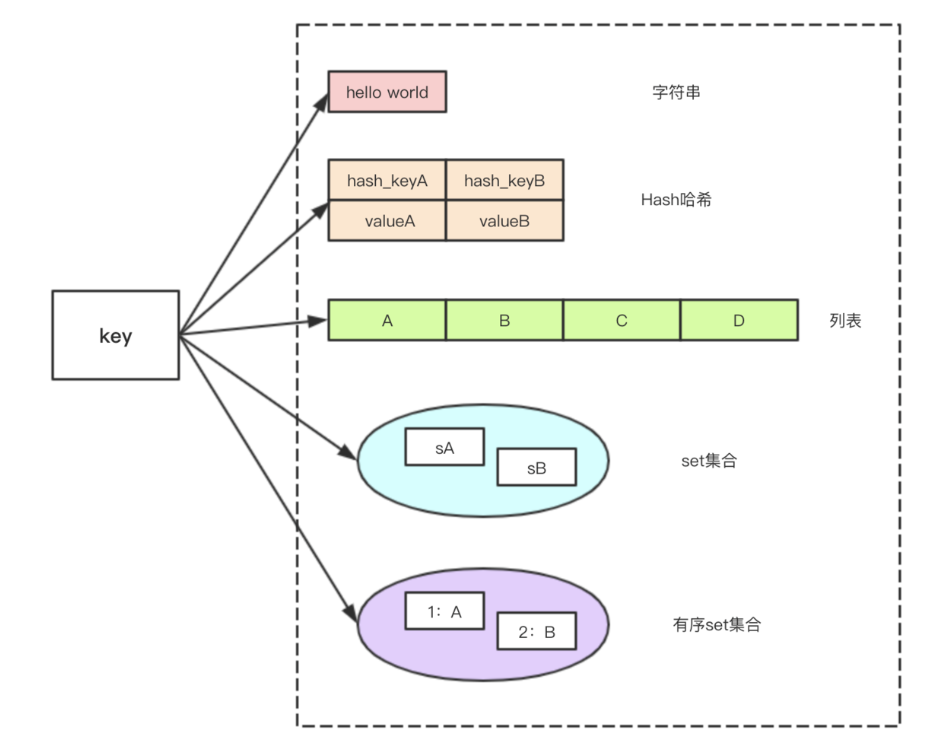 key
hello world
字符串
hash_keyA
hash_keyB
valueA
valueB
Hash哈希
A
B
C
D
列表
sA
sB
set集合
1：A
2：B
有序set集合